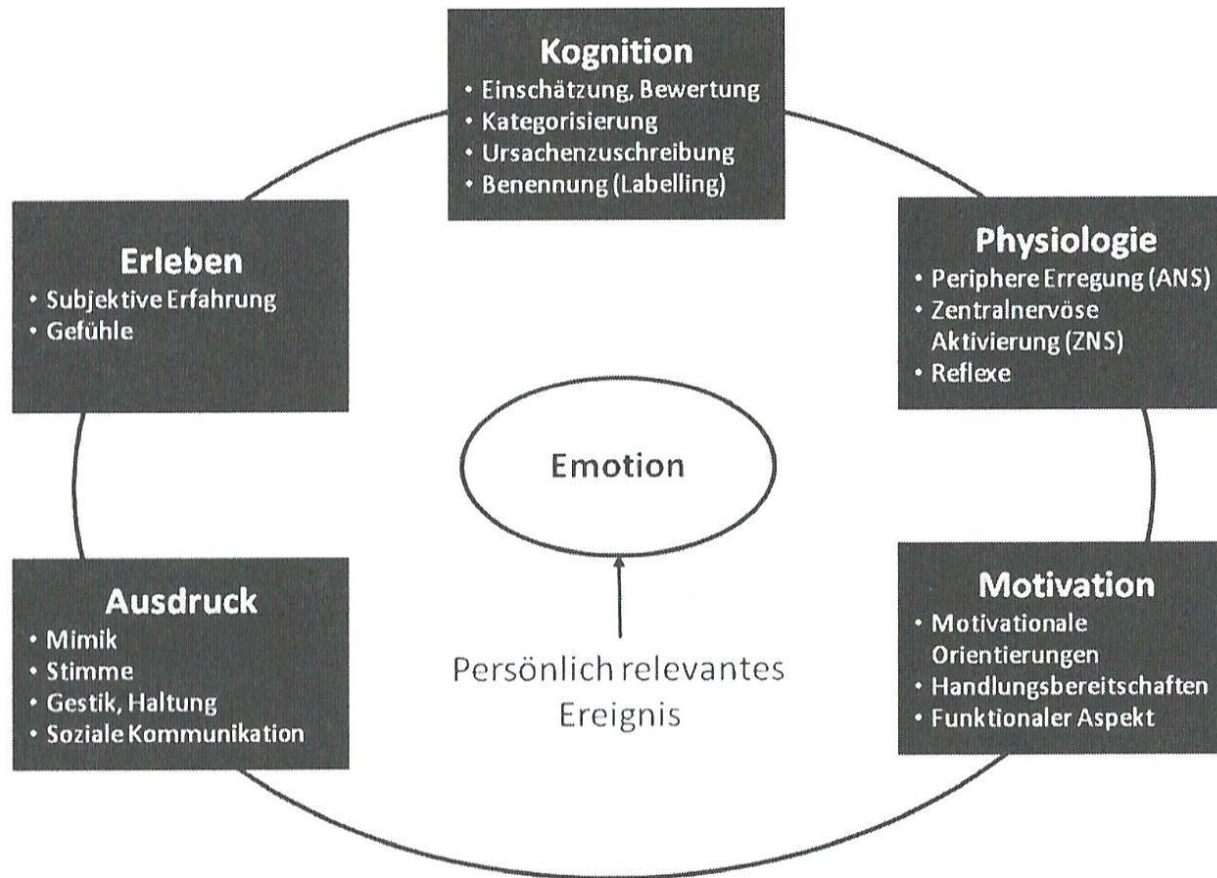 Kognition
• Einschätzung, Bewertung
• Kategorisierung
• Ursachenzuschreibung
• Benennung (Labelling)
Erleben
• Subjektive Erfahrung
• Gefühle
Physiologie
• Periphere Erregung (ANS)
• Zentralnervöse
Aktivierung (ZNS)
• Reflexe
Emotion
Ausdruck
• Mimik
• Stimme
• Gestik, Haltung
• Soziale Kommunikation
Persönlich relevantes
Ereignis
Motivation
• Motivationale
Orientierungen
• Handlungsbereitschaften
• Funktionaler Aspekt